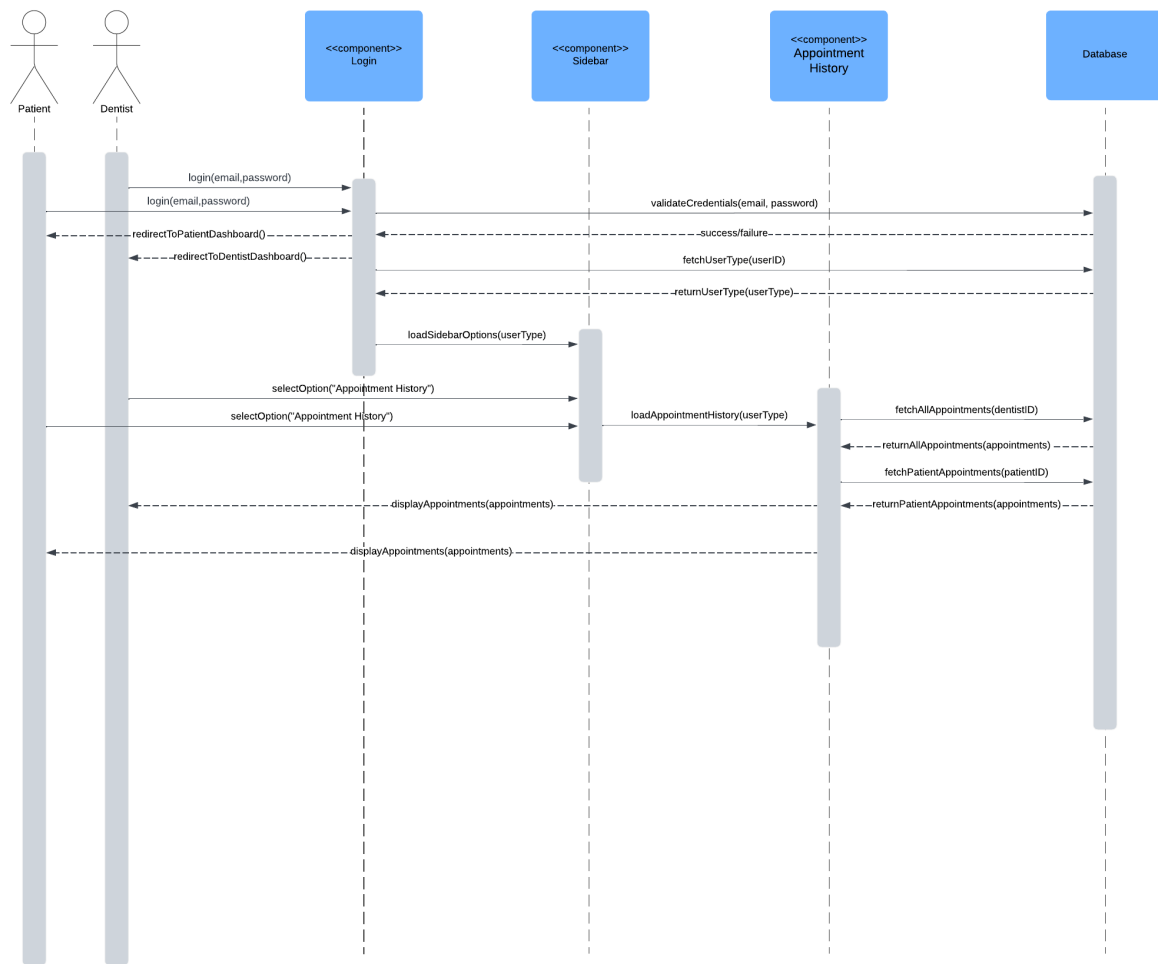 Patient
Dentist
<<component>>
Login
<<component>>
Sidebar
<<component>>
Appointment
History
Database
login(email,password)
login(email,password)
validateCredentials(email, password)
redirectToPatientDashboard()
success/failure
redirectToDentistDashboard()
fetchUserType(userID)
returnUserType(userType)
loadSidebarOptions(userType)
selectOption("Appointment History")
selectOption("Appointment History")
loadAppointmentHistory(userType)
fetchAllAppointments(dentistID)
returnAllAppointments(appointments)
fetchPatientAppointments(patientID)
displayAppointments(appointments)
returnPatientAppointments(appointments)
displayAppointments(appointments)